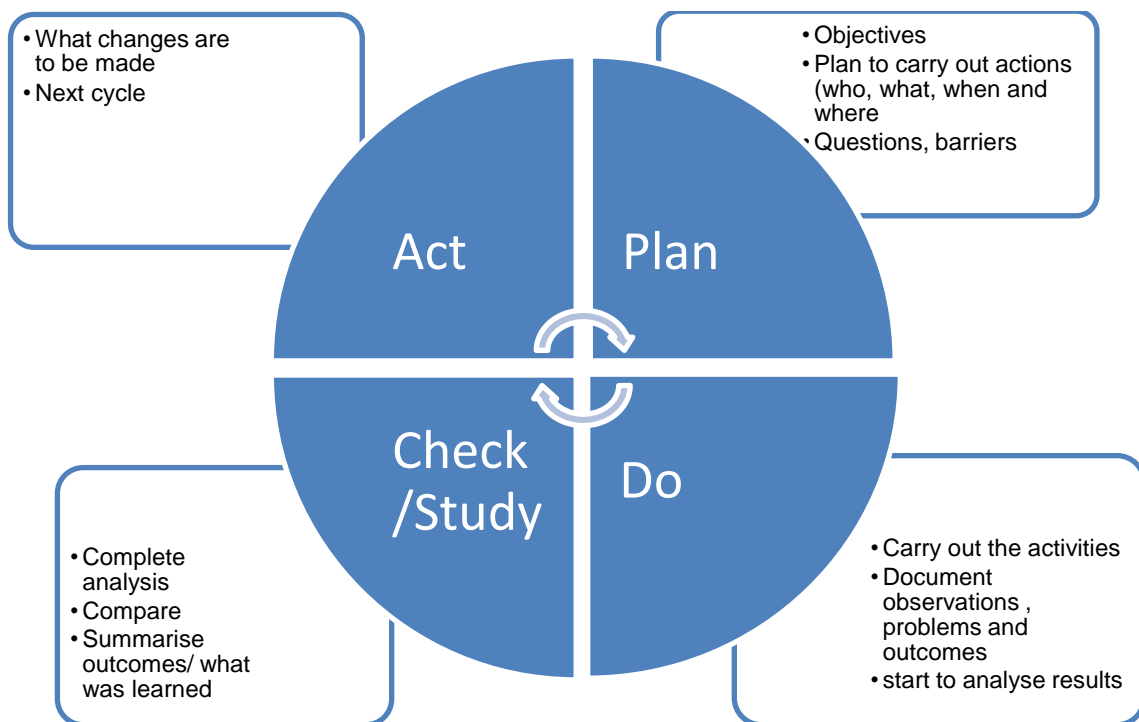 • What changes are
to be made
• Next cycle
• Objectives
• Plan to carry out actions
(who, what, when and
where
• Questions, barriers
Act
Plan
Check
/Study
Do
• Complete
analysis
• Compare
• Summarise
outcomes/ what
was learned
• Carry out the activities
• Document
observations ,
problems and
outcomes
• start to analyse results